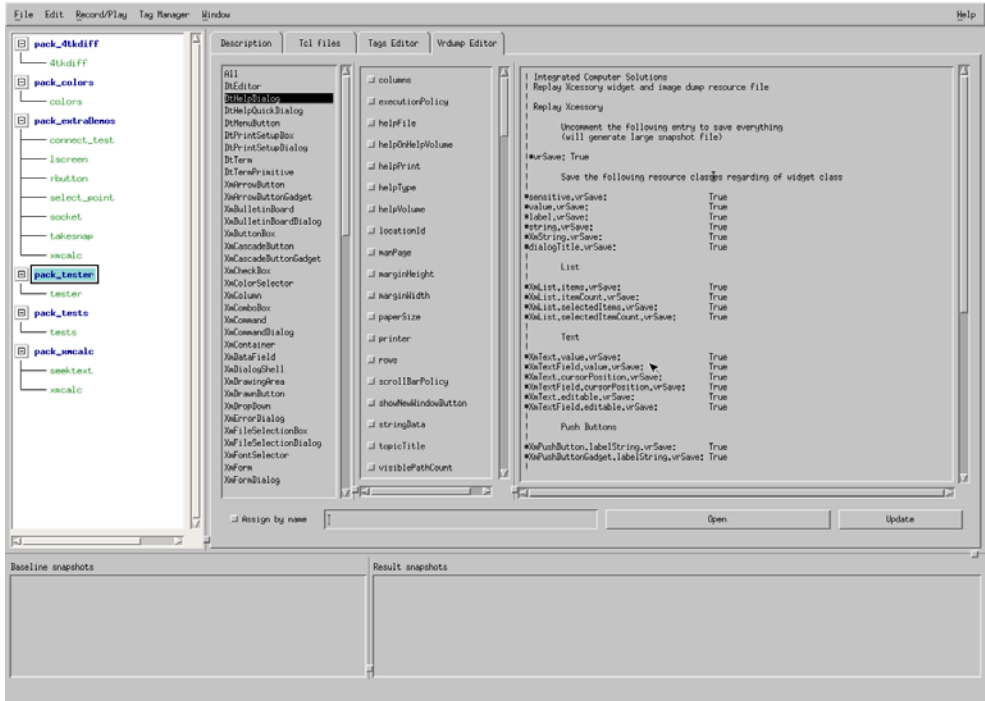 File Edit Record/Play Tag Manager Window Help
pack_4tkdiff
4tkdiff
pack_colors
colors
pack_extraDemos
connect_test
lscreen
rbutton
select_point
socket
takesnap
xmcalc
pack_tester
tester
pack_tests
tests
pack_xmcalc
seektext
xmcalc
Description Tcl files Tags Editor Vrdump Editor
All
DtEditor
DtHelpDialog
DtHelpQuickDialog
DtMenuButton
DtPrintSetupBox
DtPrintSetupDialog
DtTerm
DtTermPrimitive
XmArrowButton
XmArrowButtonGadget
XmBulletinBoard
XmBulletinBoardDialog
XmButtonBox
XmCascadeButton
XmCascadeButtonGadget
XmCheckBox
XmColorSelector
XmColumn
XmComboBox
XmCommand
XmCommandDialog
XmContainer
XmDataField
XmDialogShell
XmDrawingArea
XmDrawnButton
XmDropDown
XmErrorDialog
XmFileSelectionBox
XmFileSelectionDialog
XmFontSelector
XmForm
XmFormDialog
columns
executionPolicy
helpFile
helpOnHelpVolume
helpPrint
helpType
helpVolume
locationId
manPage
marginHeight
marginWidth
paperSize
printer
rows
scrollBarPolicy
showNewWindowButton
stringData
topicTitle
visiblePathCount
! Integrated Computer Solutions
! Replay Xcessory widget and image dump resource file
!
! Replay Xcessory
!
! Uncomment the following entry to save everything
! (will generate large snapshot file)
!
!*vrSave: True
!
! Save the following resource classes regarding of widget class
!
*sensitive.vrSave: True
*value.vrSave: True
*label.vrSave: True
*string.vrSave: True
*XmString.vrSave: True
*dialogTitle.vrSave: True
!
! List
!
*XmList.items.vrSave: True
*XmList.itemCount.vrSave: True
*XmList.selectedItems.vrSave: True
*XmList.selectedItemCount.vrSave: True
!
! Text
!
*XmText.value.vrSave: True
*XmTextField.value.vrSave: True
*XmText.cursorPosition.vrSave: True
*XmTextField.cursorPosition.vrSave: True
*XmText.editable.vrSave: True
*XmTextField.editable.vrSave: True
!
! Push Buttons
!
*XmPushButton.labelString.vrSave: True
*XmPushButtonGadget.labelString.vrSave: True
!
Assign by name Open Update
Baseline snapshots Result snapshots